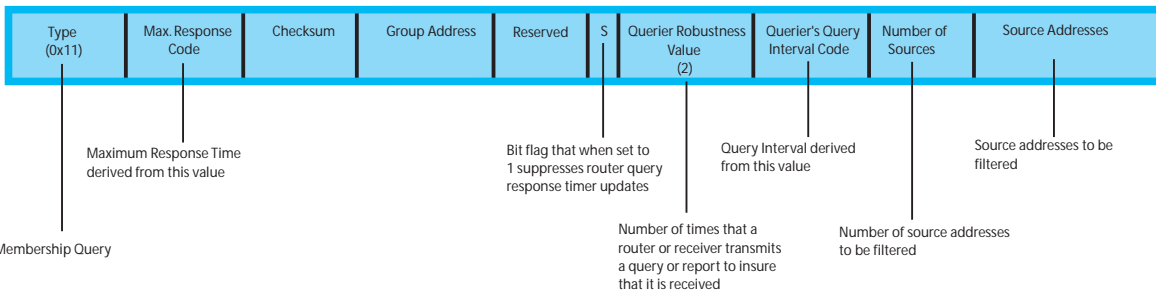 Type
(0x11)
Max. Response
Code
Checksum
Group Address
Reserved
S
Querier Robustness
Value
(2)
Querier's Query
Interval Code
Number of
Sources
Source Addresses
Maximum Response Time
derived from this value
Bit flag that when set to
1 suppresses router query
response timer updates
Query Interval derived
from this value
Source addresses to be
filtered
Membership Query
Number of times that a
router or receiver transmits
a query or report to insure
that it is received
Number of source addresses
to be filtered